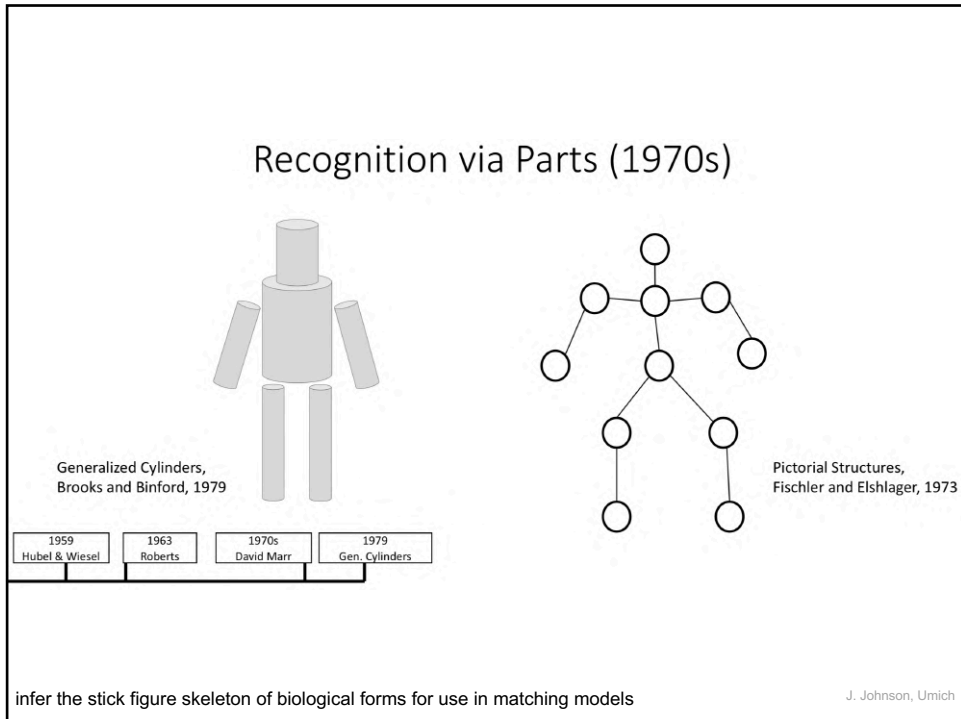 Recognition via Parts (1970s)
Generalized Cylinders,
Brooks and Binford, 1979
Pictorial Structures,
Fischler and Elshlager, 1973
1959
Hubel & Wiesel
1963
Roberts
1970s
David Marr
1979
Gen. Cylinders
infer the stick figure skeleton of biological forms for use in matching models
J. Johnson, Umich